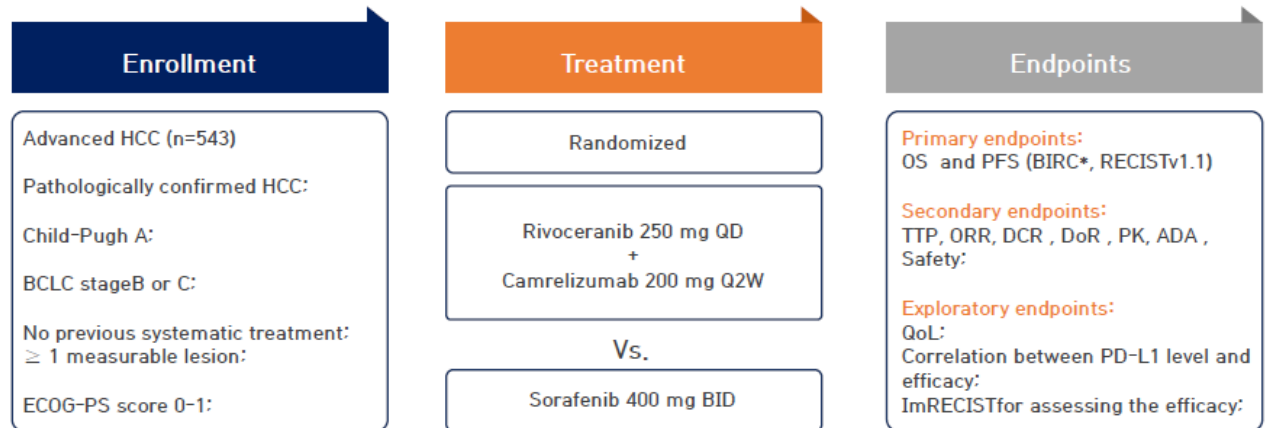 Enrollment
Advanced HCC (n=543)
Pathologically confirmed HCC:
Child-Pugh A:
BCLC stageB or C:
No previous systematic treatment:
≥ 1 measurable lesion:
ECOG-PS score 0-1:
Treatment
Randomized
Rivoceranib 250 mg QD
+
Camrelizumab 200 mg Q2W
Vs.
Sorafenib 400 mg BID
Endpoints
Primary endpoints:
OS and PFS (BIRC*, RECISTv1.1)
Secondary endpoints:
TTP, ORR, DCR , DoR , PK, ADA ,
Safety:
Exploratory endpoints:
QoL:
Correlation between PD-L1 level and
efficacy:
ImRECISTfor assessing the efficacy: